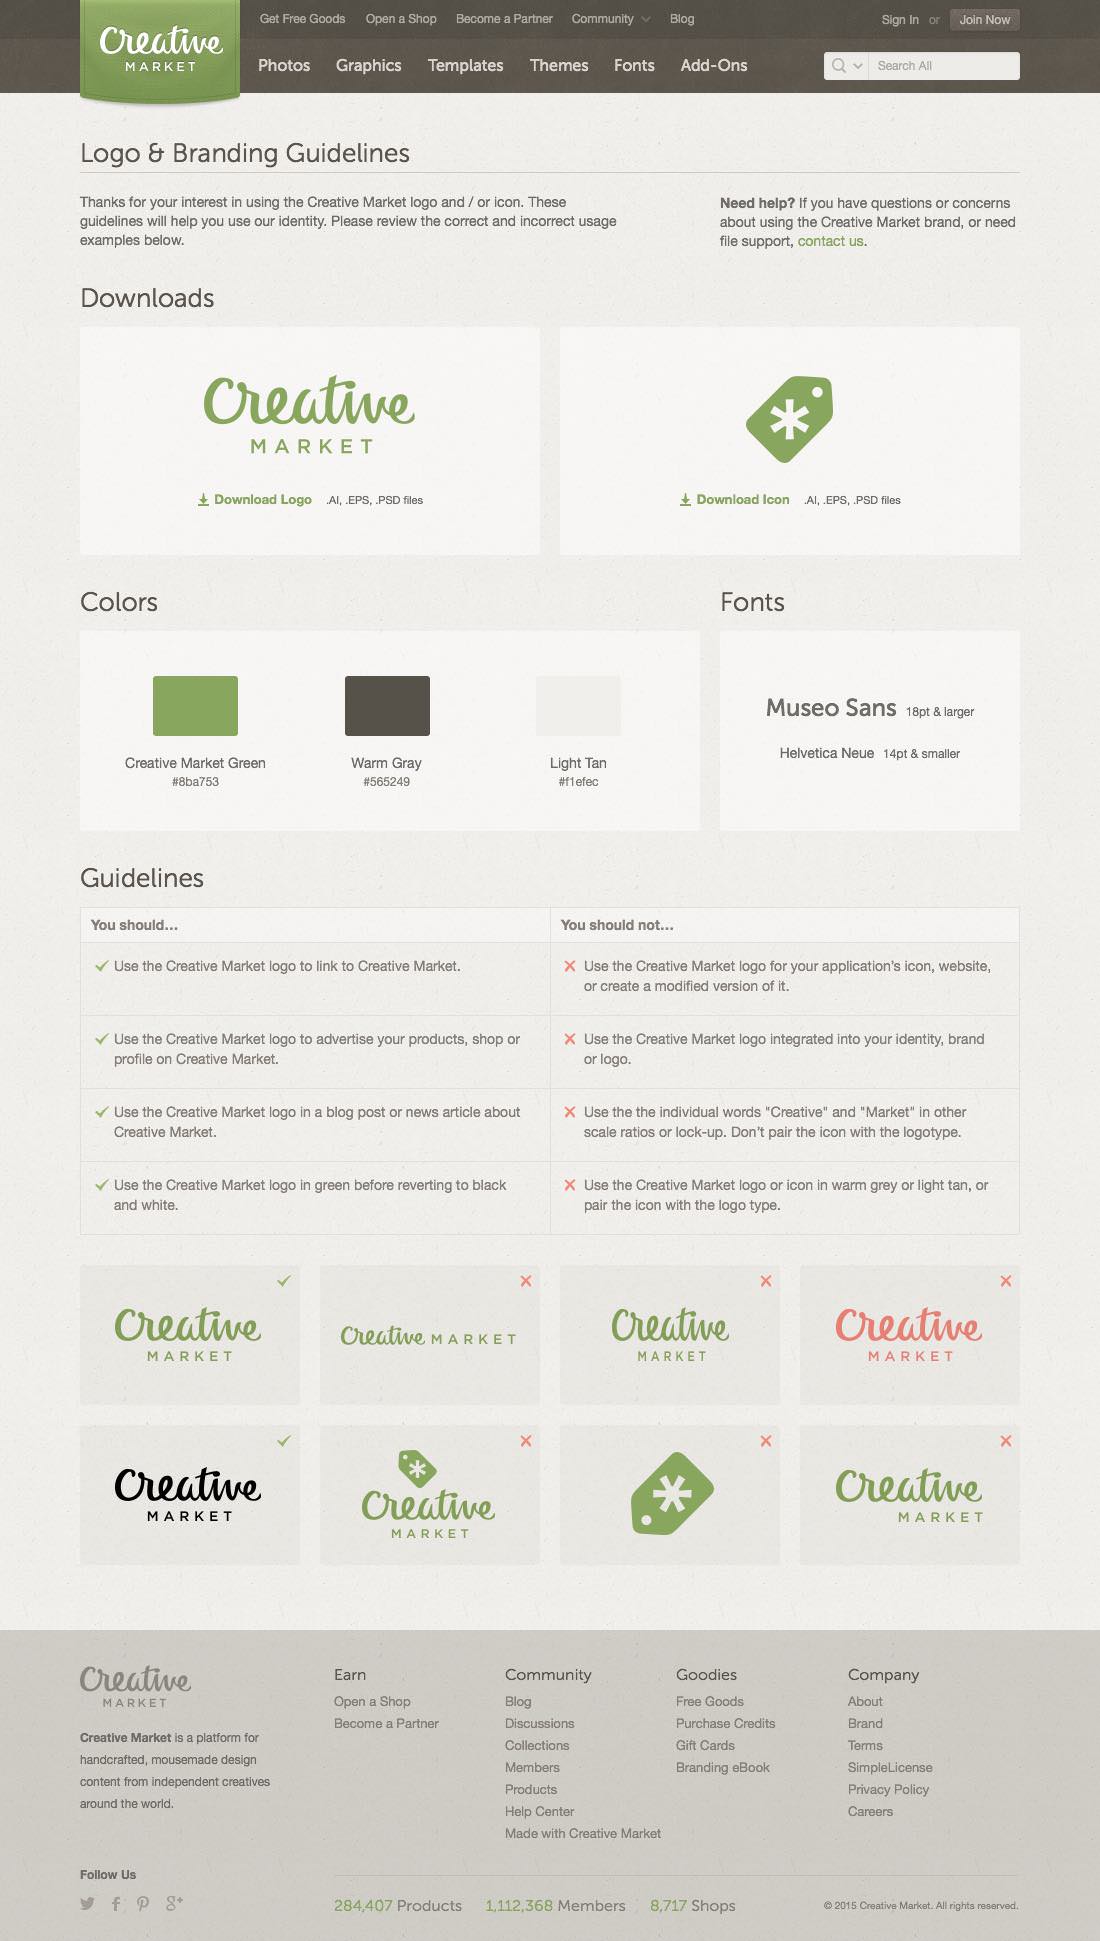 Creative
MARKET
Get Free Goods Open a Shop Become a Partner Community Blog
Sign In or Join Now
Photos Graphics Templates Themes Fonts Add-Ons
Search All
Logo & Branding Guidelines
Thanks for your interest in using the Creative Market logo and / or icon. These
guidelines will help you use our identity. Please review the correct and incorrect usage
examples below.
Need help? If you have questions or concerns
about using the Creative Market brand, or need
file support, contact us.
Downloads
Creative
MARKET
Download Logo .AI, .EPS, .PSD files
Download Icon .AI, .EPS, .PSD files
Colors
Creative Market Green
#8ba753
Warm Gray
#565249
Light Tan
#f1efec
Fonts
Museo Sans 18pt & larger
Helvetica Neue 14pt & smaller
Guidelines
You should...
You should not...
Use the Creative Market logo to link to Creative Market.
Use the Creative Market logo for your application's icon, website,
or create a modified version of it.
Use the Creative Market logo to advertise your products, shop or
profile on Creative Market.
Use the Creative Market logo integrated into your identity, brand
or logo.
Use the Creative Market logo in a blog post or news article about
Creative Market.
Use the the individual words "Creative" and "Market" in other
scale ratios or lock-up. Don't pair the icon with the logotype.
Use the Creative Market logo in green before reverting to black
and white.
Use the Creative Market logo or icon in warm grey or light tan, or
pair the icon with the logo type.
Creative
MARKET
Creative MARKET
Creative
MARKET
Creative
MARKET
Creative
MARKET
Creative
MARKET
Creative
MARKET
Creative
MARKET
Creative Market is a platform for
handcrafted, mousemade design
content from independent creatives
around the world.
Follow Us
Earn
Open a Shop
Become a Partner
Community
Blog
Discussions
Collections
Members
Products
Help Center
Made with Creative Market
Goodies
Free Goods
Purchase Credits
Gift Cards
Branding eBook
Company
About
Brand
Terms
SimpleLicense
Privacy Policy
Careers
284,407 Products 1,112,368 Members 8,717 Shops
© 2015 Creative Market. All rights reserved.